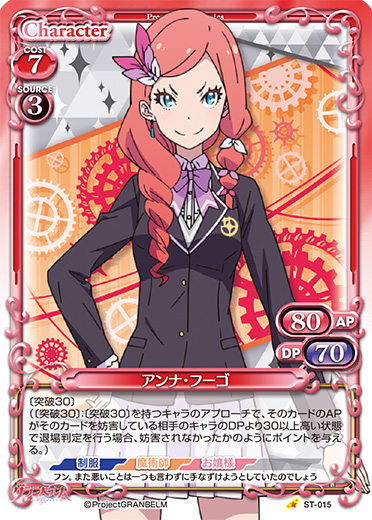 Character
COST
7
SOURCE
3
80 AP
DP 70
アンナ・フーゴ
[突破30]
([突破30]:[突破30]を持つキャラのアプローチで、そのカードのAP
がそのカードを妨害している相手のキャラのDPより30以上高い状態
で退場判定を行う場合、妨害されなかったかのようにポイントを与え
る。)
制服 魔術師 お嬢様
フン、また悪いことは一つも言わずに手なずけようとしていたのでしょう
©ProjectGRANBELM
ST-015